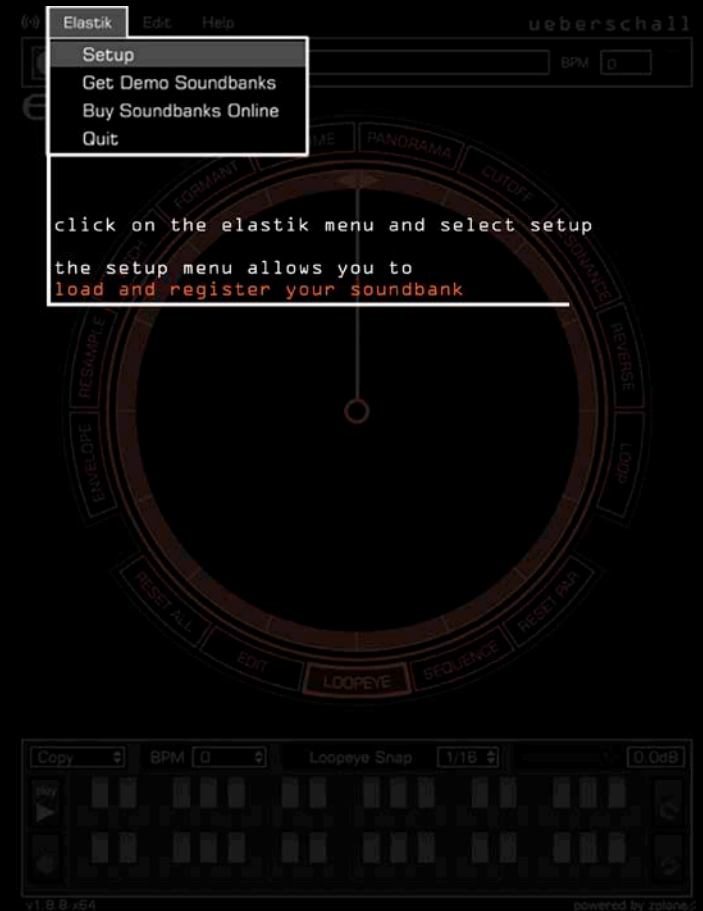 Elastik Edit Help ueberschall
Setup
BPM 0
Get Demo Soundbanks
Buy Soundbanks Online
Quit
PANORAMA
CUTOFF
FORMANT
click on the elastik menu and select setup
the setup menu allows you to
load and register your soundbank
RESAMPLE
REVERSE
ENVELOPE
LOOP
RESET ALL
RESET PAR
EDIT
SEQUENCE
LOOPEYE
Copy BPM 0 Loopeye Snap 1/16 0.0dB
play
v1.8.8 x64 powered by zplane